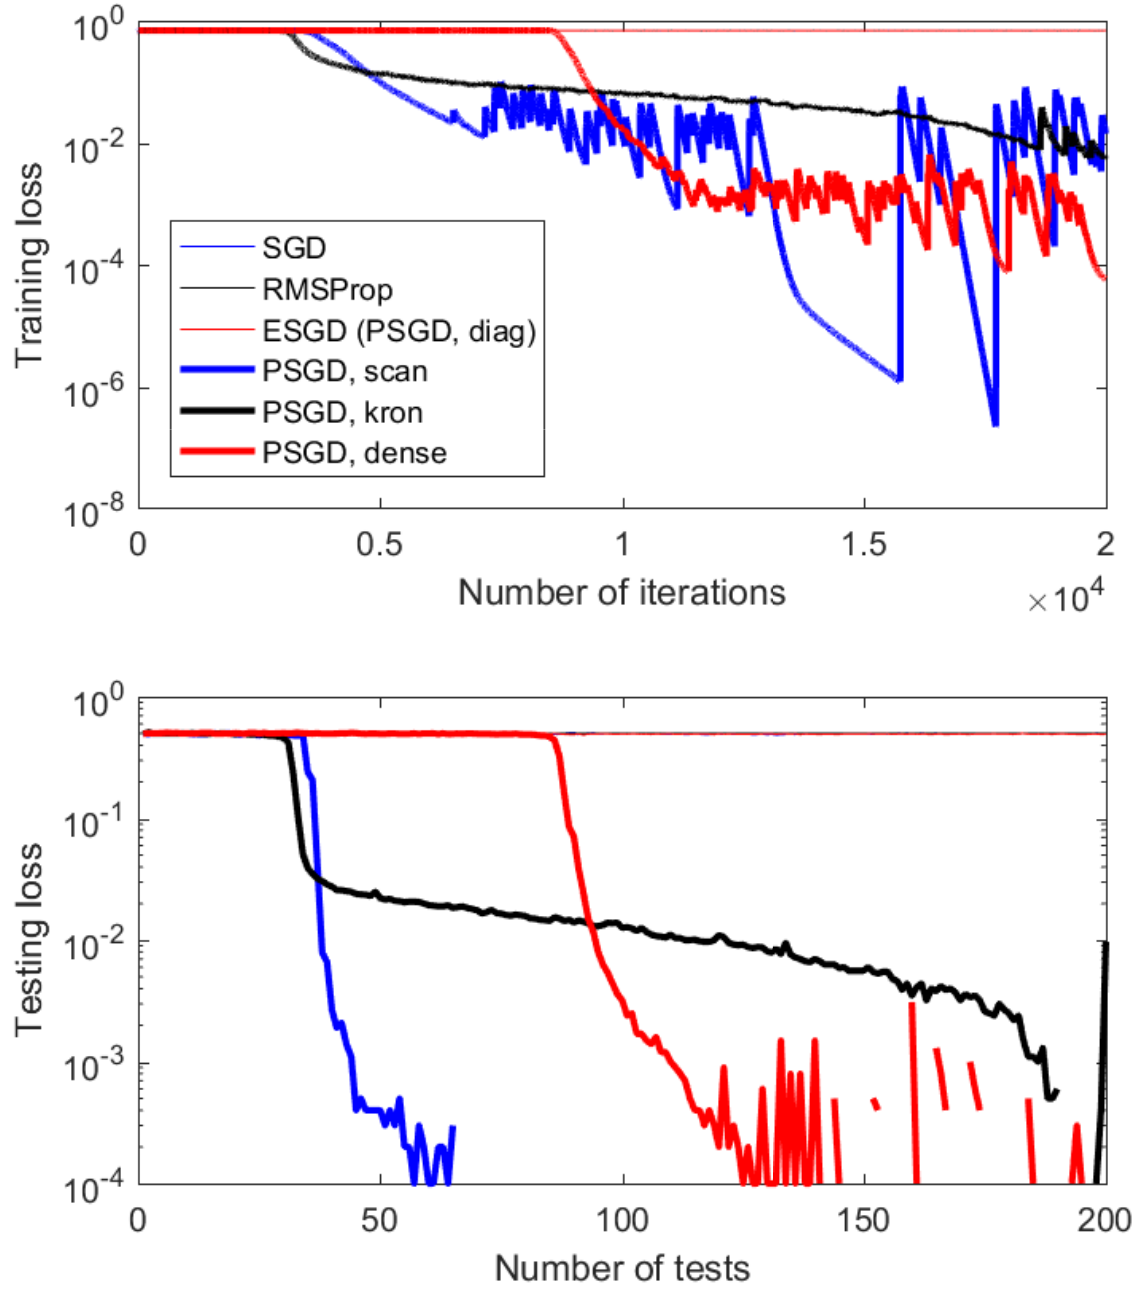 10^0
10^-2
10^-4
10^-6
10^-8
Training loss
SGD
RMSProp
ESGD (PSGD, diag)
PSGD, scan
PSGD, kron
PSGD, dense
0 0.5 1 1.5 2
Number of iterations
×10^4
10^0
10^-1
10^-2
10^-3
10^-4
Testing loss
0 50 100 150 200
Number of tests